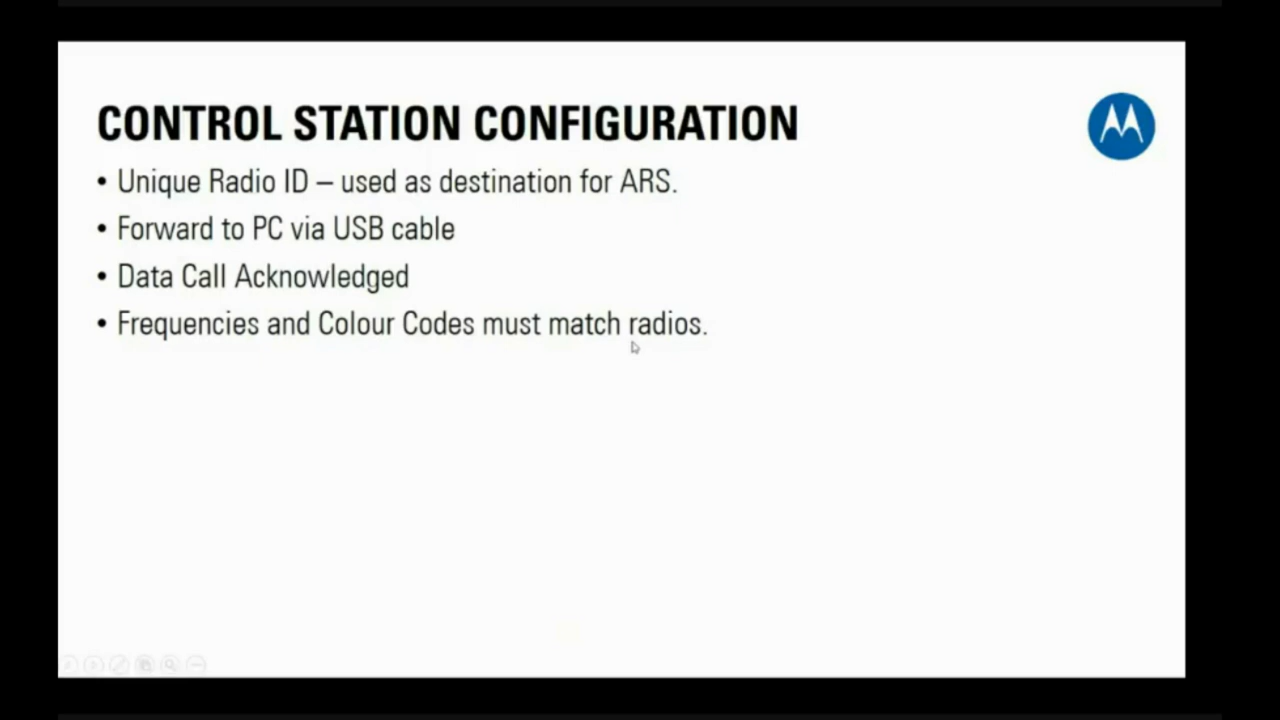 CONTROL STATION CONFIGURATION
• Unique Radio ID – used as destination for ARS.
• Forward to PC via USB cable
• Data Call Acknowledged
• Frequencies and Colour Codes must match radios.